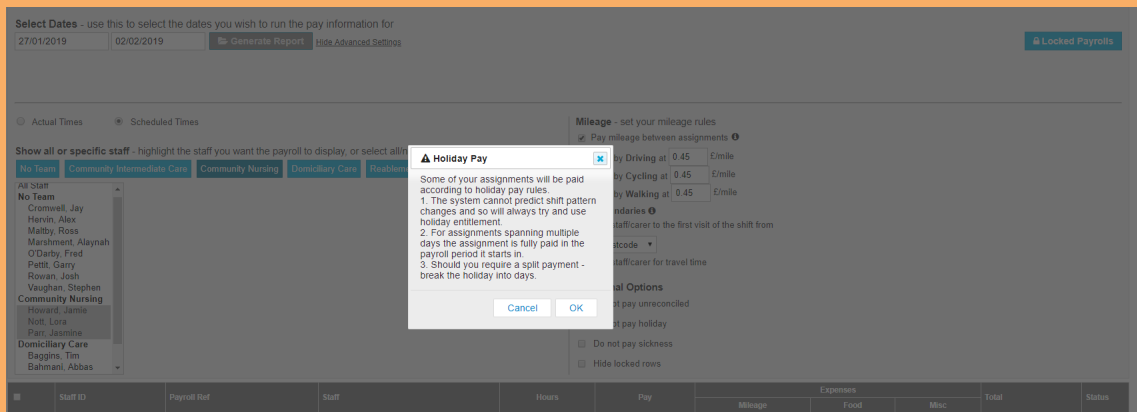 Select Dates - use this to select the dates you wish to run the pay information for
27/01/2019 02/02/2019 Generate Report Hide Advanced Settings Locked Payrolls
Actual Times Scheduled Times
Show all or specific staff - highlight the staff you want the payroll to display, or select all/n
No Team Community Intermediate Care Community Nursing Domiciliary Care Reablem
All Staff
No Team
Cromwell, Jay
Hervin, Alex
Maltby, Ross
Marshment, Alaynah
O'Darby, Fred
Pettit, Garry
Rowan, Josh
Vaughan, Stephen
Community Nursing
Howard, Jamie
Nott, Lora
Parr, Jasmine
Domiciliary Care
Baggins, Tim
Bahmani, Abbas
Holiday Pay
Some of your assignments will be paid
according to holiday pay rules.
1. The system cannot predict shift pattern
changes and so will always try and use
holiday entitlement.
2. For assignments spanning multiple
days the assignment is fully paid in the
payroll period it starts in.
3. Should you require a split payment -
break the holiday into days.
Cancel OK
Mileage - set your mileage rules
Pay mileage between assignments
by Driving at 0.45 £/mile
by Cycling at 0.45 £/mile
by Walking at 0.45 £/mile
ndaries
staff/carer to the first visit of the shift from
stcode
staff/carer for travel time
al Options
ot pay unreconciled
ot pay holiday
Do not pay sickness
Hide locked rows
Staff ID Payroll Ref Staff Hours Pay Expenses Total Status
Mileage Food Misc